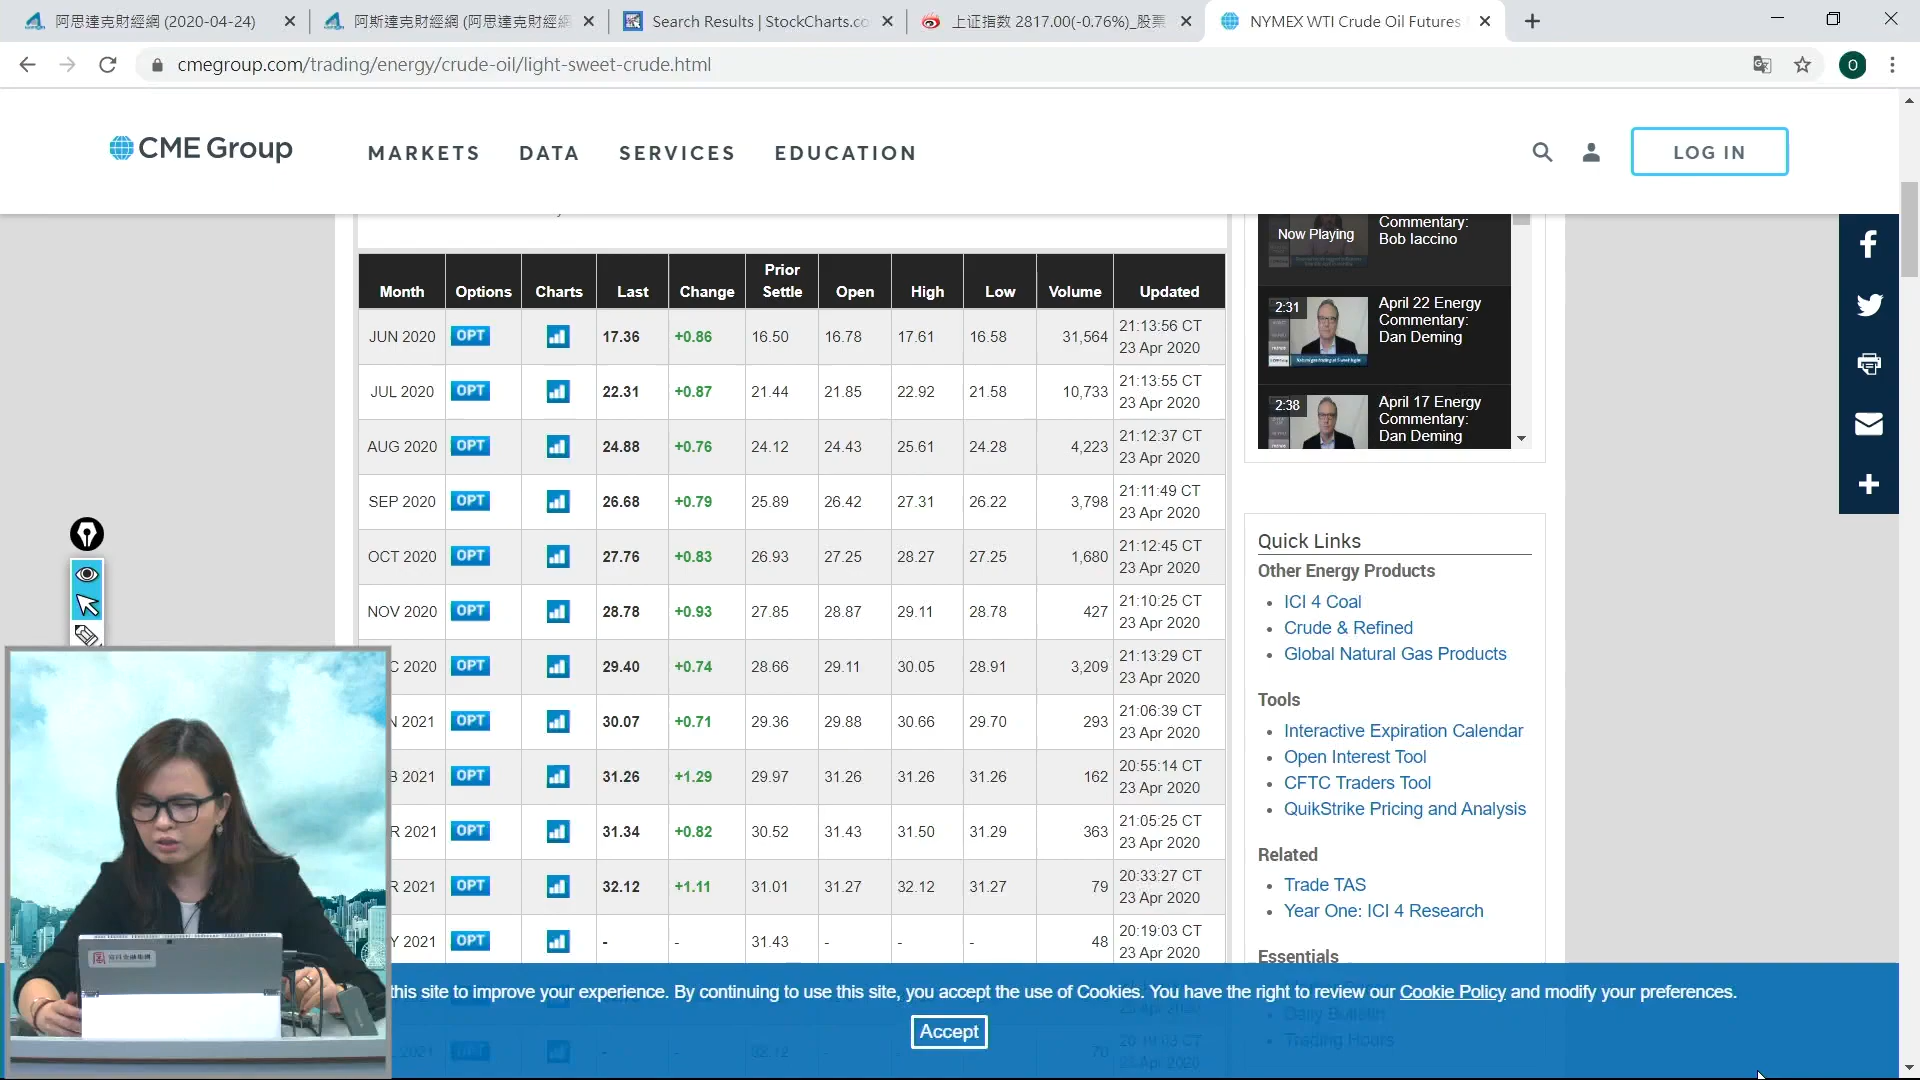 阿思達克財經網 (2020-04-24)
阿斯達克財經網 (阿思達克財經網
Search Results | StockCharts.co
上证指数 2817.00(-0.76%)_股票
NYMEX WTI Crude Oil Futures
cmegroup.com/trading/energy/crude-oil/light-sweet-crude.html
O
CME Group
MARKETS DATA SERVICES EDUCATION
LOG IN
Month Options Charts Last Change Prior Settle Open High Low Volume Updated
JUN 2020 OPT 17.36 +0.86 16.50 16.78 17.61 16.58 31,564 21:13:56 CT 23 Apr 2020
JUL 2020 OPT 22.31 +0.87 21.44 21.85 22.92 21.58 10,733 21:13:55 CT 23 Apr 2020
AUG 2020 OPT 24.88 +0.76 24.12 24.43 25.61 24.28 4,223 21:12:37 CT 23 Apr 2020
SEP 2020 OPT 26.68 +0.79 25.89 26.42 27.31 26.22 3,798 21:11:49 CT 23 Apr 2020
OCT 2020 OPT 27.76 +0.83 26.93 27.25 28.27 27.25 1,680 21:12:45 CT 23 Apr 2020
NOV 2020 OPT 28.78 +0.93 27.85 28.87 29.11 28.78 427 21:10:25 CT 23 Apr 2020
C 2020 OPT 29.40 +0.74 28.66 29.11 30.05 28.91 3,209 21:13:29 CT 23 Apr 2020
N 2021 OPT 30.07 +0.71 29.36 29.88 30.66 29.70 293 21:06:39 CT 23 Apr 2020
B 2021 OPT 31.26 +1.29 29.97 31.26 31.26 31.26 162 20:55:14 CT 23 Apr 2020
R 2021 OPT 31.34 +0.82 30.52 31.43 31.50 31.29 363 21:05:25 CT 23 Apr 2020
R 2021 OPT 32.12 +1.11 31.01 31.27 32.12 31.27 79 20:33:27 CT 23 Apr 2020
Y 2021 OPT - - 31.43 - - - 48 20:19:03 CT 23 Apr 2020
Now Playing
Commentary:
Bob Iaccino
2:31
April 22 Energy
Commentary:
Dan Deming
2:38
April 17 Energy
Commentary:
Dan Deming
Quick Links
Other Energy Products
ICI 4 Coal
Crude & Refined
Global Natural Gas Products
Tools
Interactive Expiration Calendar
Open Interest Tool
CFTC Traders Tool
QuikStrike Pricing and Analysis
Related
Trade TAS
Year One: ICI 4 Research
Essentials
Daily Bulletin
Trading Hours
this site to improve your experience. By continuing to use this site, you accept the use of Cookies. You have the right to review our Cookie Policy and modify your preferences.
Accept